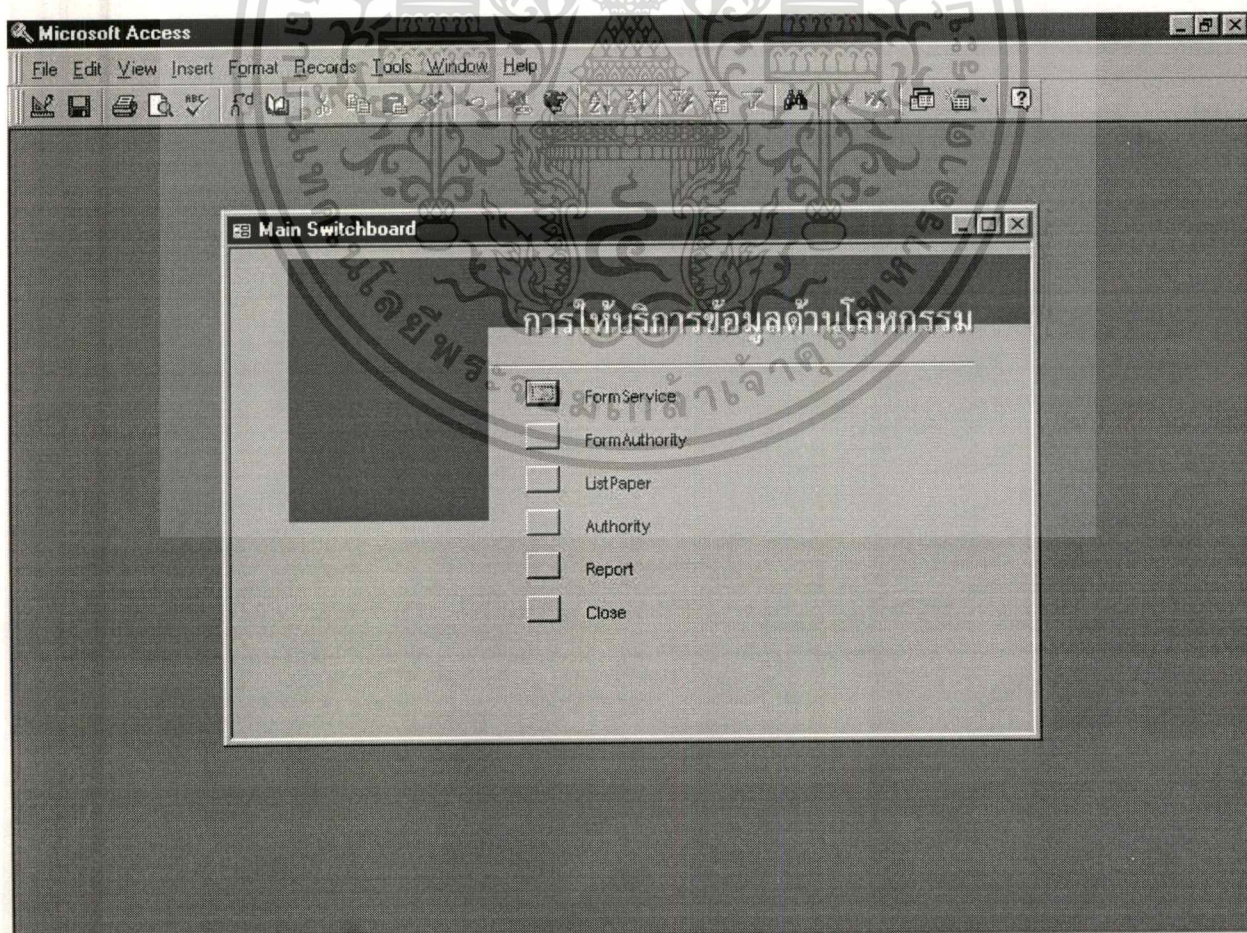 Microsoft Access
File Edit View Insert Format Records Tools Window Help
Main Switchboard
การให้บริการข้อมูลด้านโลหกรรม
FormService
FormAuthority
ListPaper
Authority
Report
Close